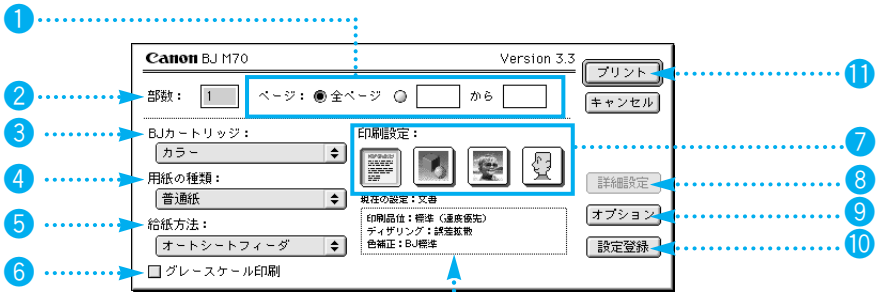 1
Canon BJ M70 Version 3.3
プリント 11
2 部数： 1 ページ： 全ページ から
キャンセル
3 BJカートリッジ： 印刷設定：
カラー
7
4 用紙の種類：
詳細設定 8
普通紙 現在の設定：文書
5 給紙方法： 印刷品位：標準（速度優先） オプション 9
ディザリング：誤差拡散
オートシートフィーダ 色補正：BJ標準 設定登録 10
6 グレースケール印刷